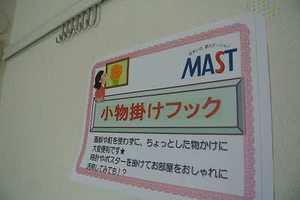 MAST
小物掛けフック
画鋲や釘を使わずに、ちょっとした物かけに
大変便利です★
時計やポスターを掛けてお部屋をおしゃれに
してみても！？